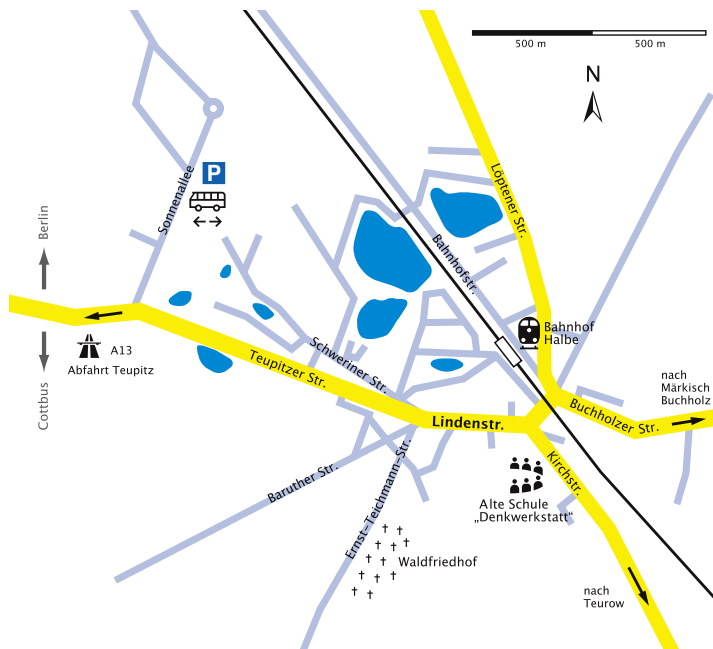 500 m
500 m
N
P
Sonnenallee
Berlin
Cottbus
Löptener Str.
Bahnhofstr.
Bahnhof
Halbe
A13
Abfahrt Teupitz
Schweriner Str.
Teupitzer Str.
nach
Märkisch
Buchholz
Buchholzer Str.
Lindenstr.
Kirchstr.
Baruther Str.
Ernst-Teichmann-Str.
Alte Schule
„Denkwerkstatt“
Waldfriedhof
nach
Teurow